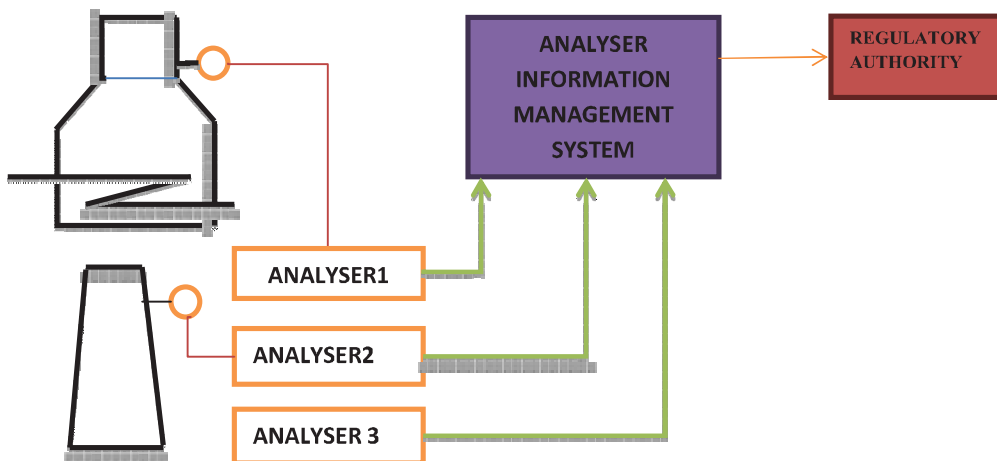 ANALYSER
INFORMATION
MANAGEMENT
SYSTEM
REGULATORY
AUTHORITY
ANALYSER1
ANALYSER2
ANALYSER 3